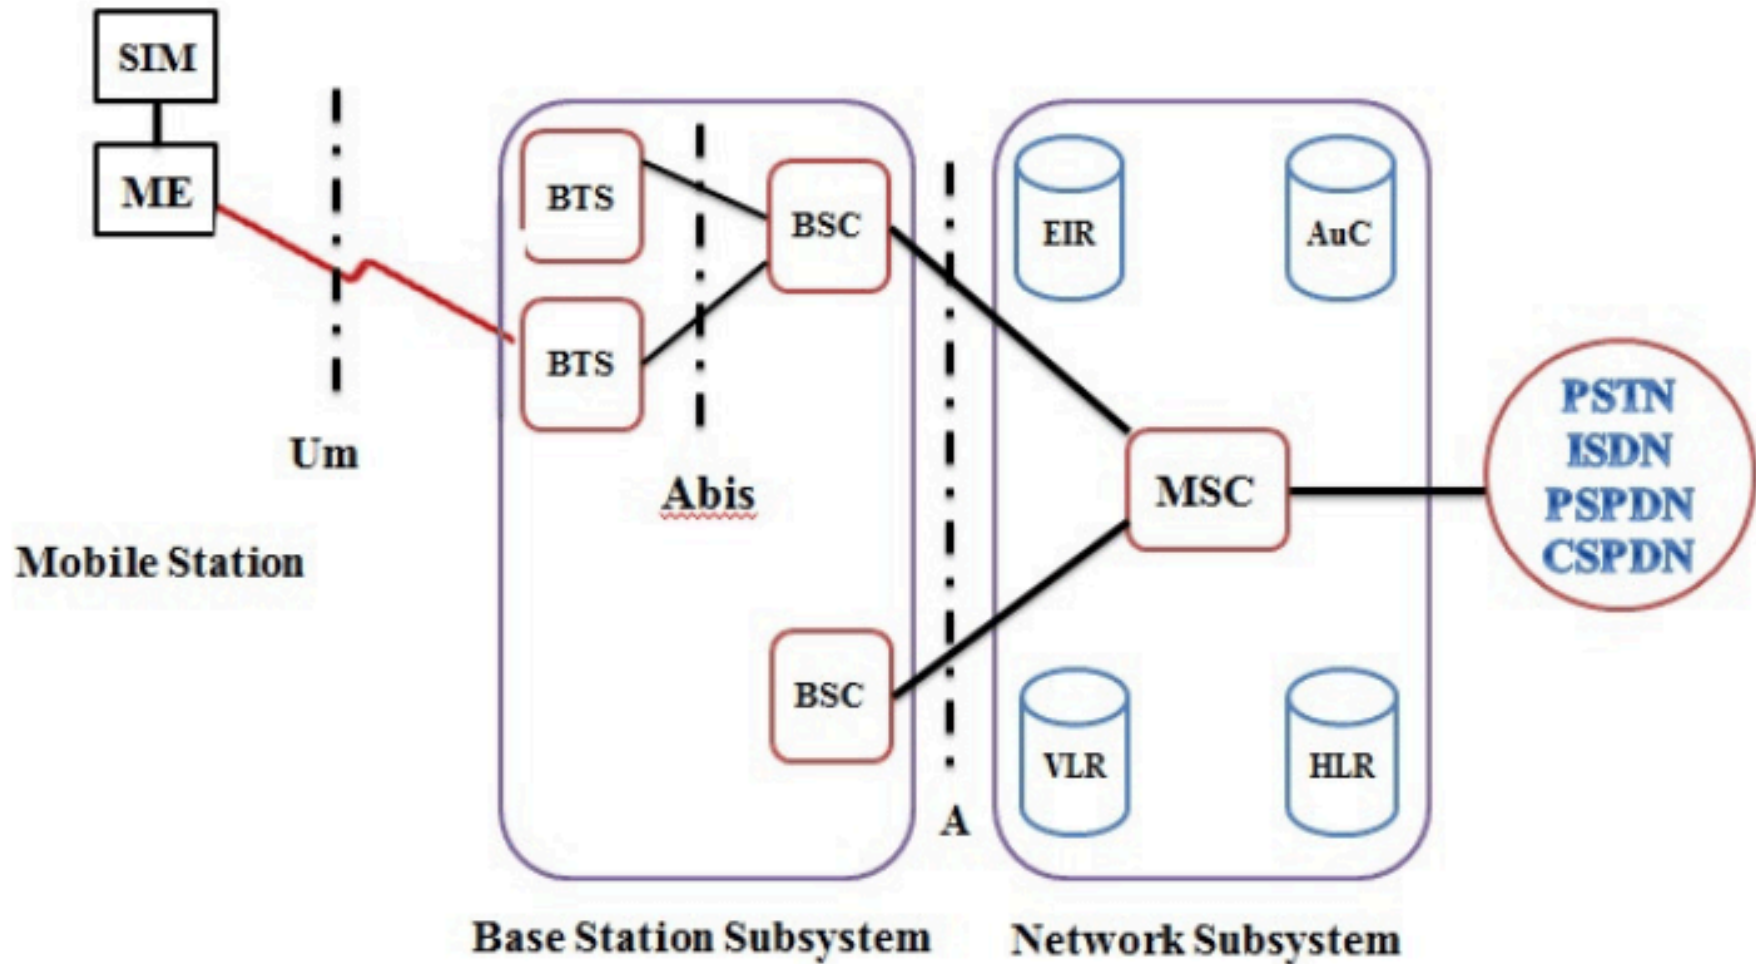 SIM
ME
Um
Mobile Station
BTS
BTS
Abis
BSC
BSC
Base Station Subsystem
A
EIR
AuC
MSC
VLR
HLR
Network Subsystem
PSTN
ISDN
PSPDN
CSPDN